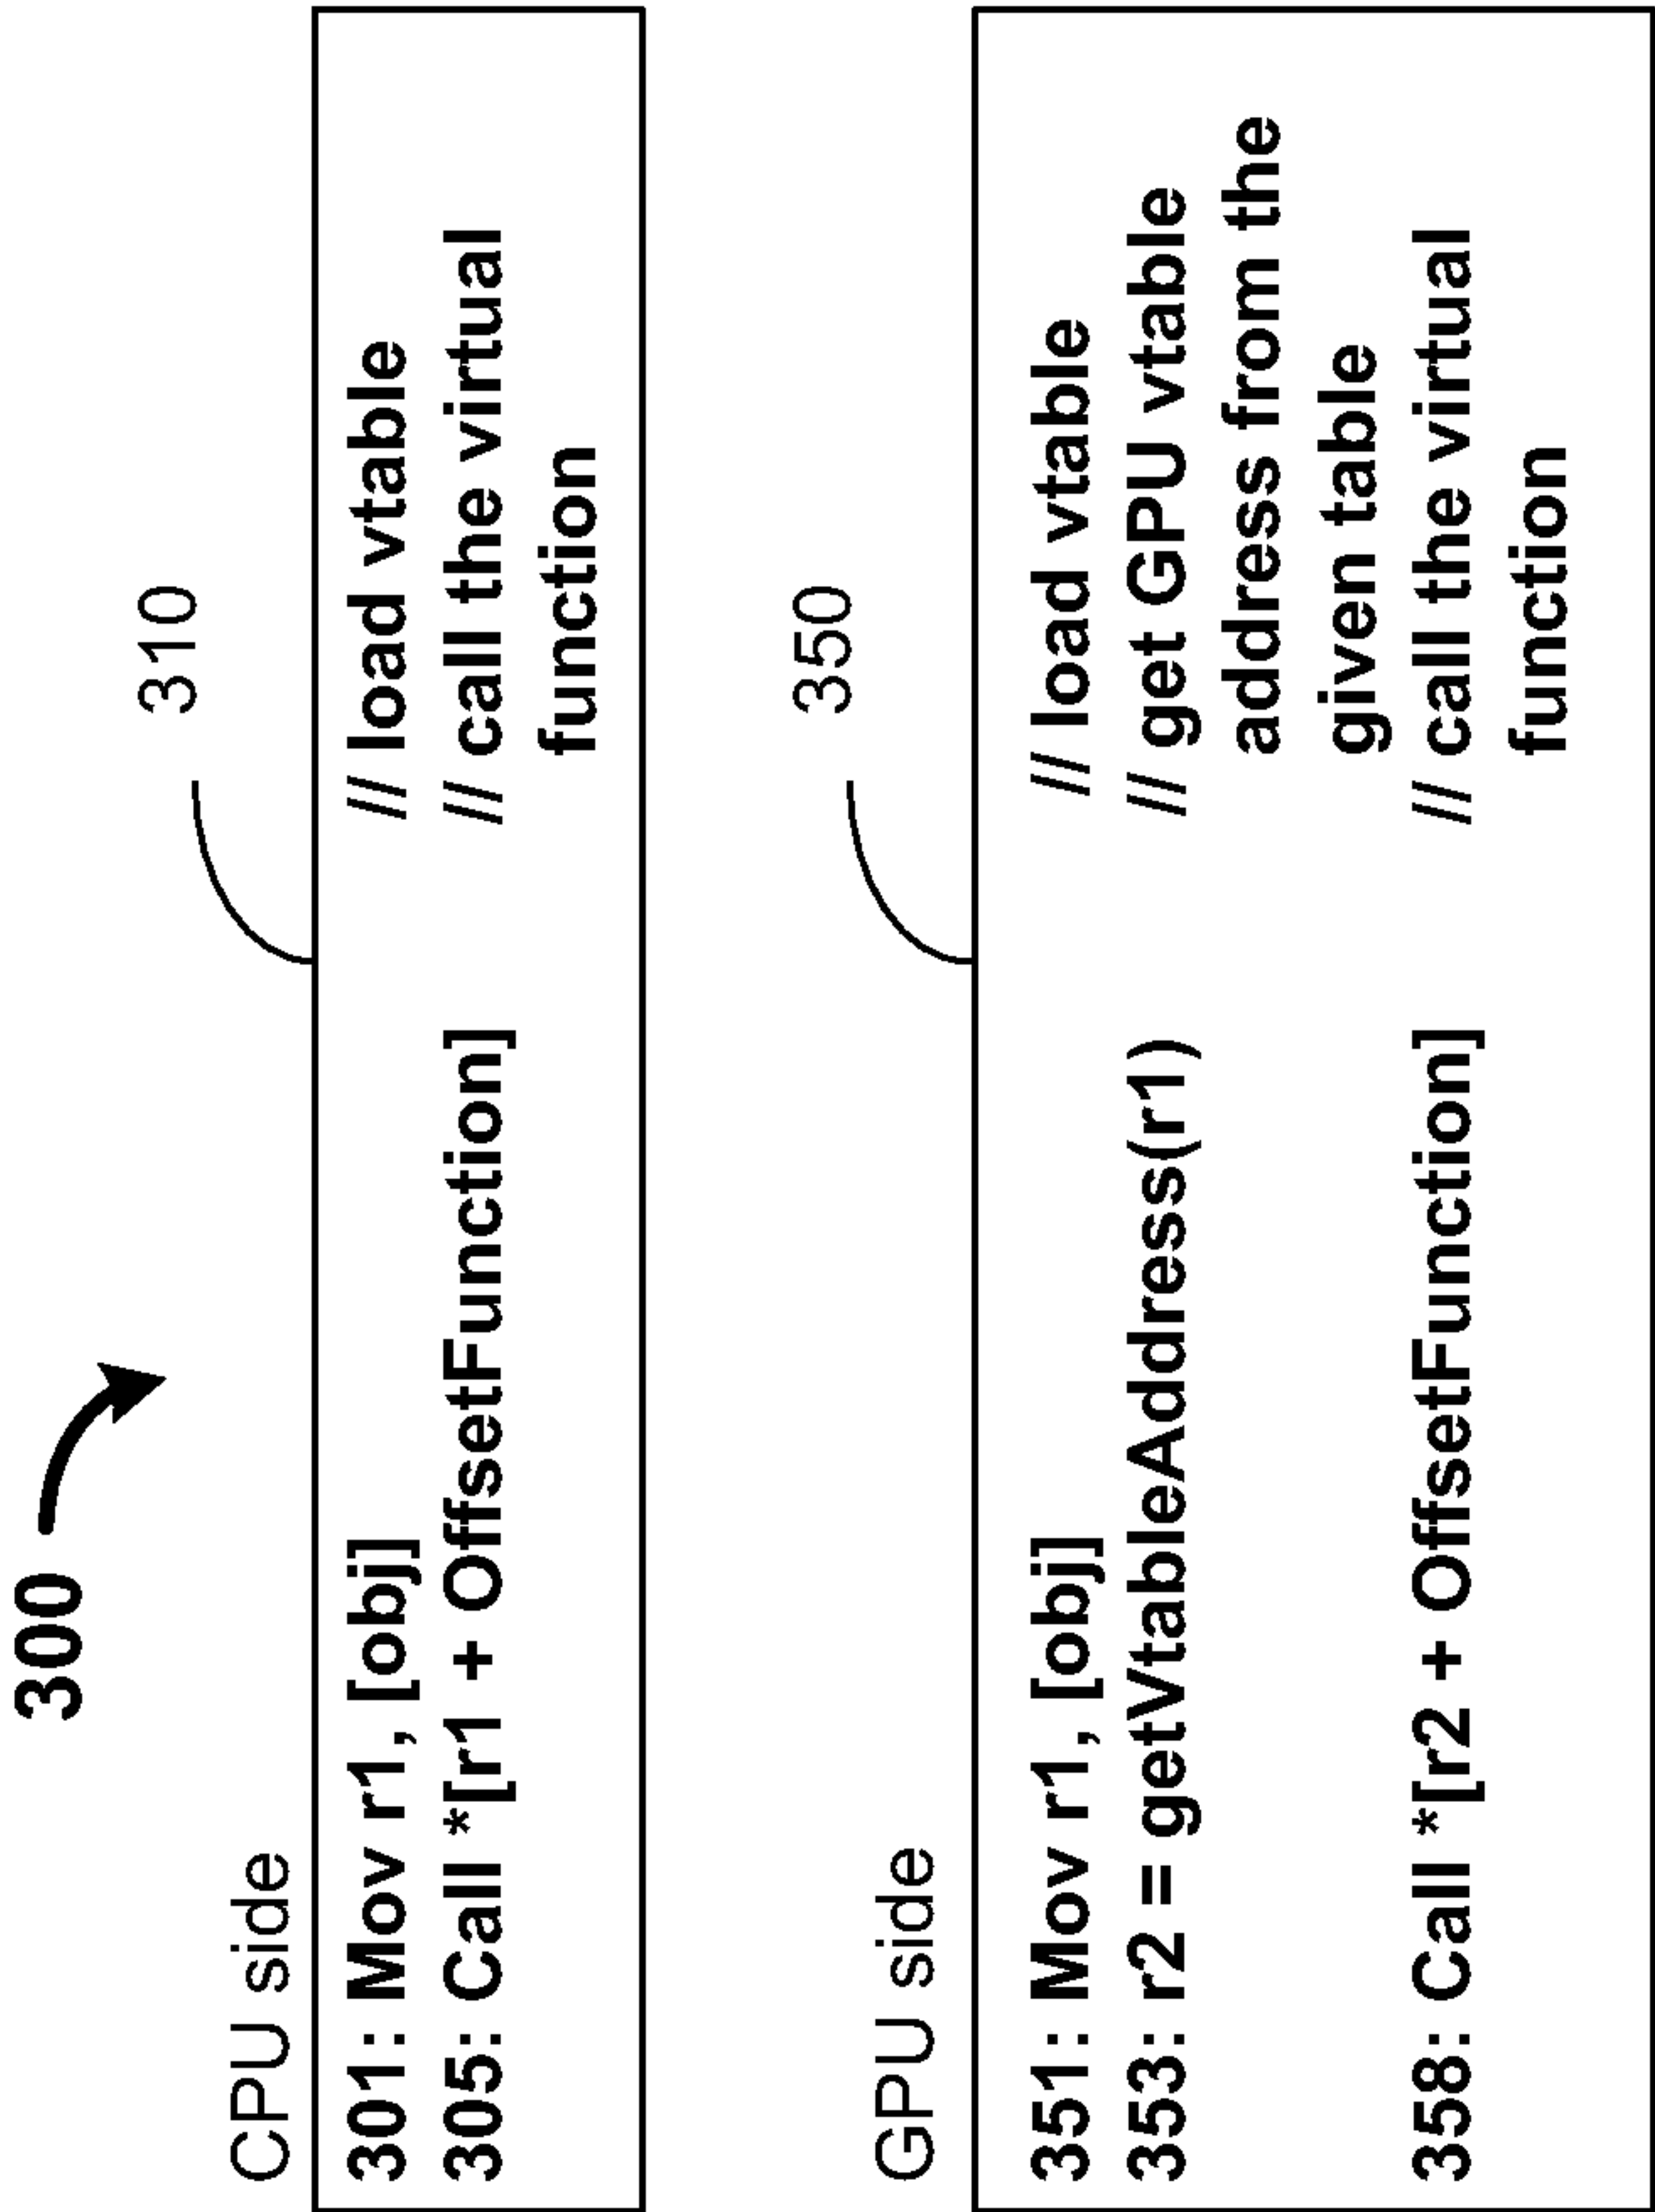 300
CPU side
310
301: Mov r1, [obj] // load vtable
305: Call *[r1 + OffsetFunction] // call the virtual
function
GPU side
350
351: Mov r1, [obj] // load vtable
353: r2 = getVtableAddress(r1) // get GPU vtable
address from the
given table
358: Call *[r2 + OffsetFunction] // call the virtual
function